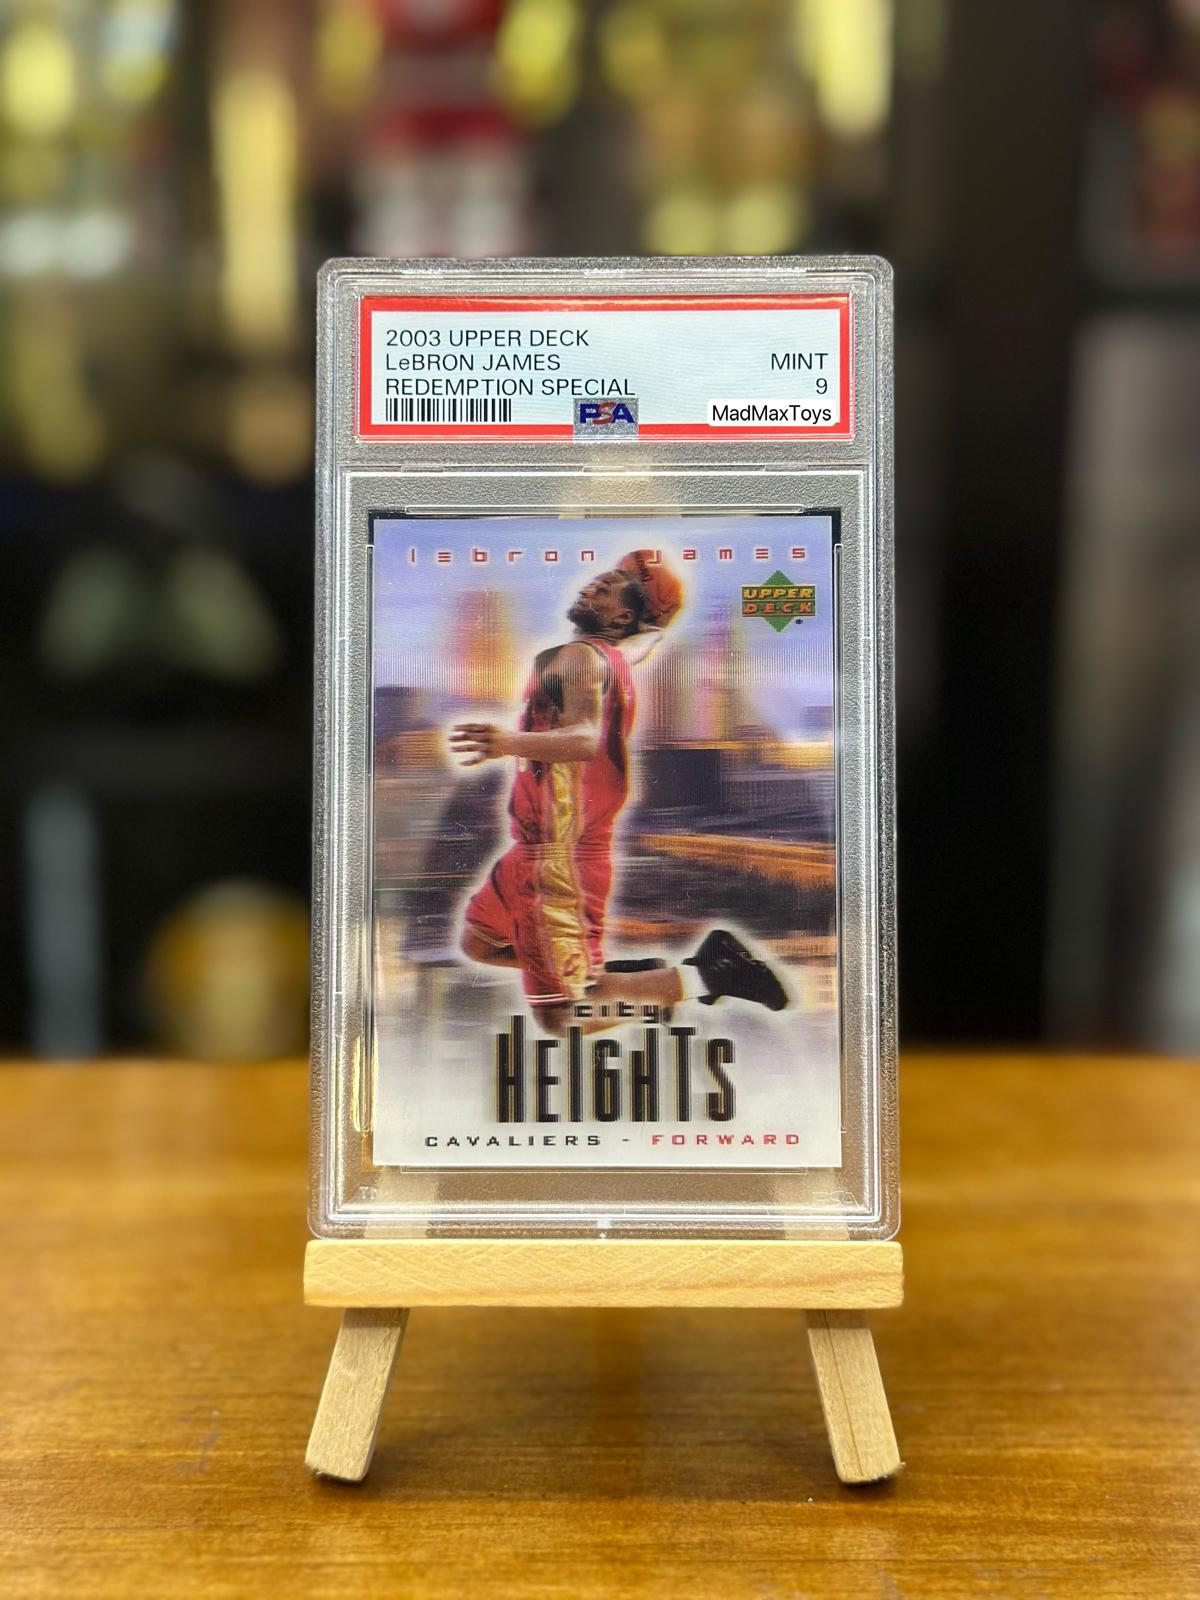 2003 UPPER DECK
LeBRON JAMES
MINT
REDEMPTION SPECIAL
9
PSA
MadMaxToys
lebron james
UPPER
DECK
city
HEIGHTS
CAVALIERS - FORWARD